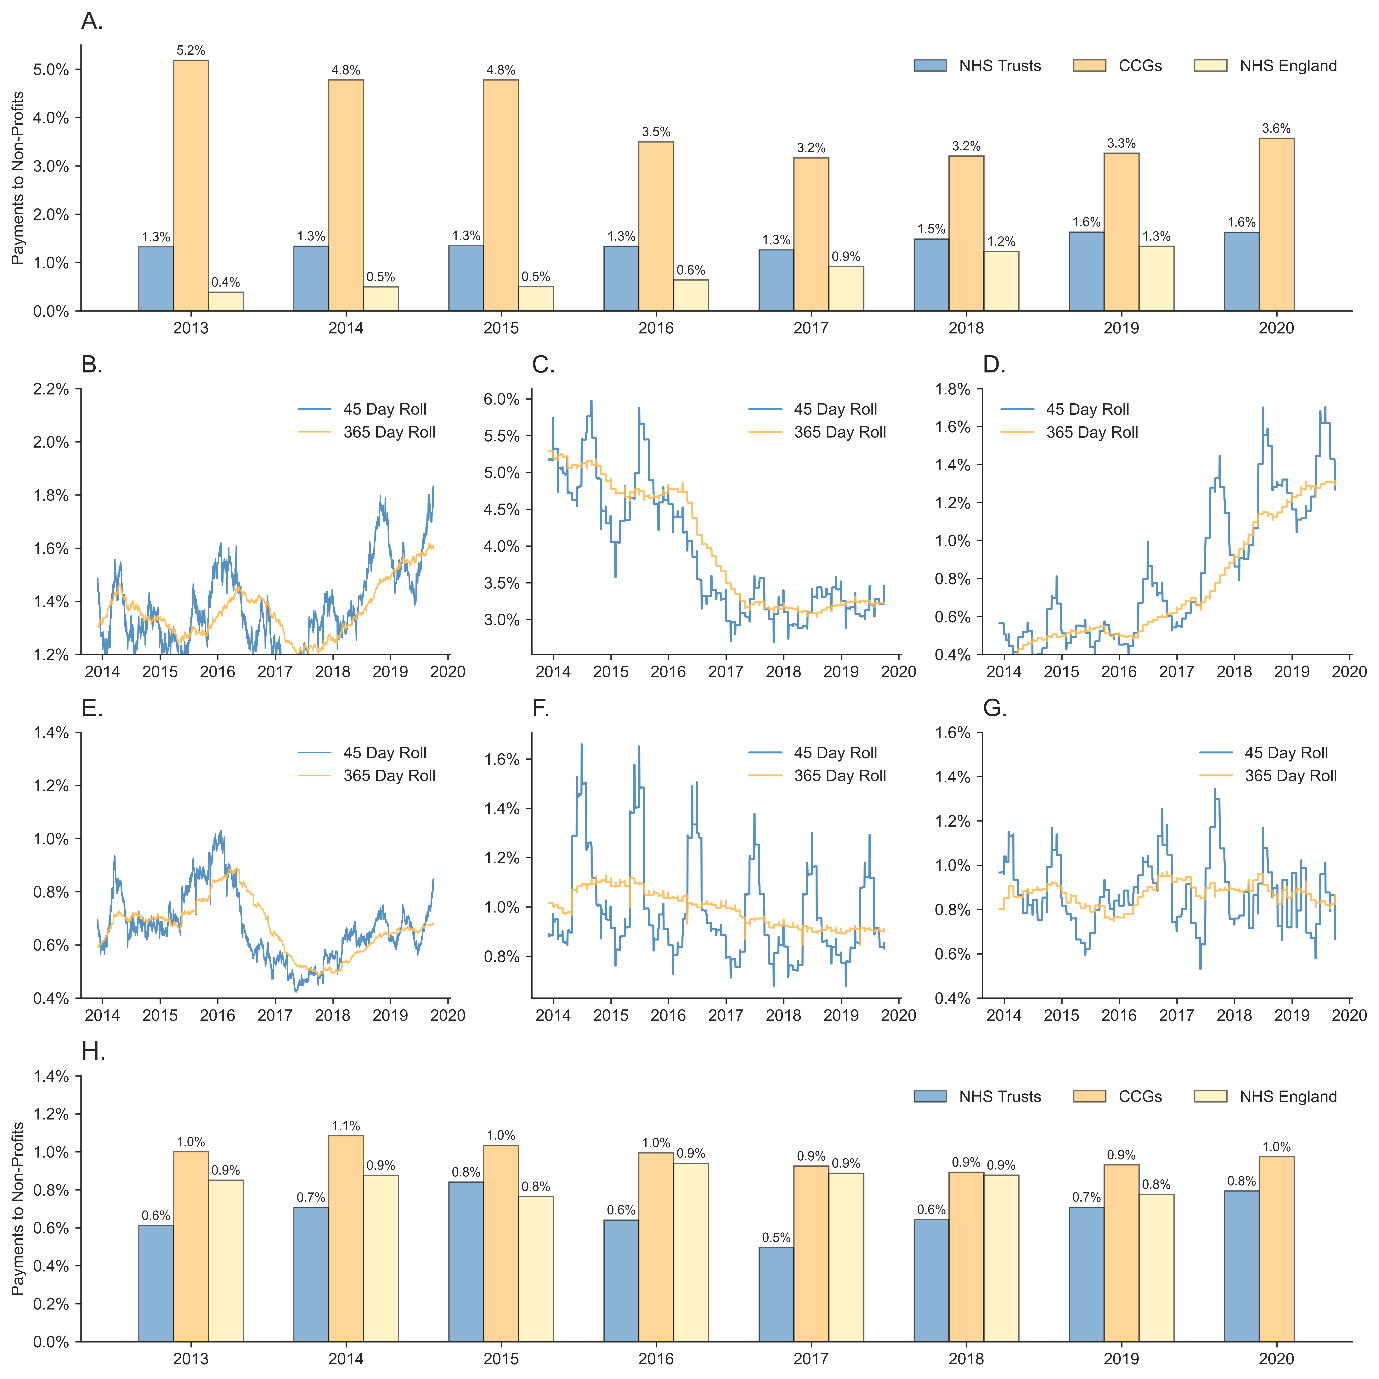 A.
Payments to Non-Profits
5.0%
4.0%
3.0%
2.0%
1.0%
0.0%
NHS Trusts CCGs NHS England
1.3% 5.2% 0.4%
1.3% 4.8% 0.5%
1.3% 4.8% 0.5%
1.3% 3.5% 0.6%
1.3% 3.2% 0.9%
1.5% 3.2% 1.2%
1.6% 3.3% 1.3%
1.6% 3.6%
2013 2014 2015 2016 2017 2018 2019 2020
B.
2.2%
2.0%
1.8%
1.6%
1.4%
1.2%
45 Day Roll
365 Day Roll
2014 2015 2016 2017 2018 2019 2020
C.
6.0%
5.5%
5.0%
4.5%
4.0%
3.5%
3.0%
45 Day Roll
365 Day Roll
2014 2015 2016 2017 2018 2019 2020
D.
1.8%
1.6%
1.4%
1.2%
1.0%
0.8%
0.6%
0.4%
45 Day Roll
365 Day Roll
2014 2015 2016 2017 2018 2019 2020
E.
1.4%
1.2%
1.0%
0.8%
0.6%
0.4%
45 Day Roll
365 Day Roll
2014 2015 2016 2017 2018 2019 2020
F.
1.6%
1.4%
1.2%
1.0%
0.8%
45 Day Roll
365 Day Roll
2014 2015 2016 2017 2018 2019 2020
G.
1.6%
1.4%
1.2%
1.0%
0.8%
0.6%
0.4%
45 Day Roll
365 Day Roll
2014 2015 2016 2017 2018 2019 2020
H.
Payments to Non-Profits
1.4%
1.2%
1.0%
0.8%
0.6%
0.4%
0.2%
0.0%
NHS Trusts CCGs NHS England
0.6% 1.0% 0.9%
0.7% 1.1% 0.9%
0.8% 1.0% 0.8%
0.6% 1.0% 0.9%
0.5% 0.9% 0.9%
0.6% 0.9% 0.9%
0.7% 0.9% 0.8%
0.8% 1.0%
2013 2014 2015 2016 2017 2018 2019 2020